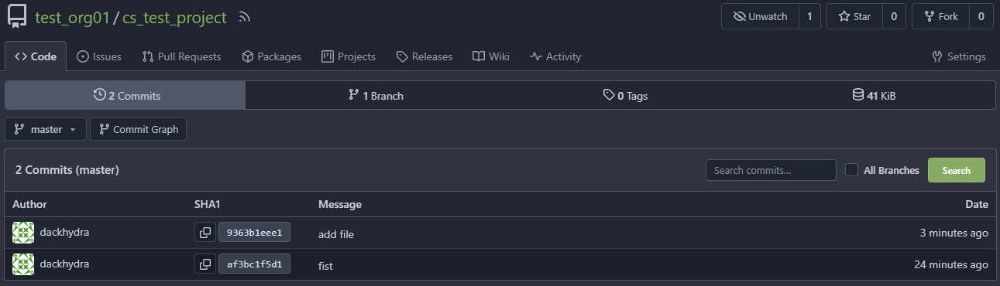 test_org01 / cs_test_project
Unwatch 1 Star 0 Fork 0
Code Issues Pull Requests Packages Projects Releases Wiki Activity Settings
2 Commits 1 Branch 0 Tags 41 KiB
master Commit Graph
2 Commits (master) Search commits... All Branches Search
Author SHA1 Message Date
dackhydra 9363b1eee1 add file 3 minutes ago
dackhydra af3bc1f5d1 fist 24 minutes ago